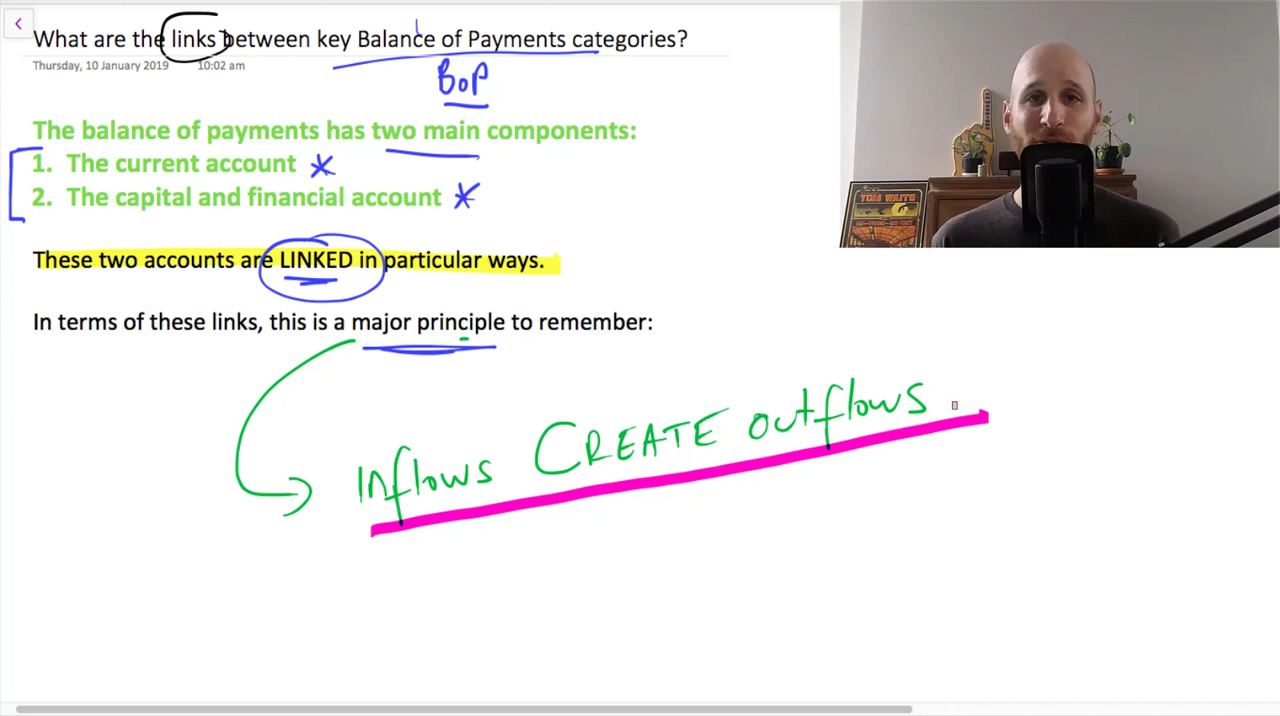 What are the links between key Balance of Payments categories?
Thursday, 10 January 2019 10:02 am
BoP
The balance of payments has two main components:
1. The current account
2. The capital and financial account
These two accounts are LINKED in particular ways.
In terms of these links, this is a major principle to remember:
Inflows CREATE outflows
TOM WAITS